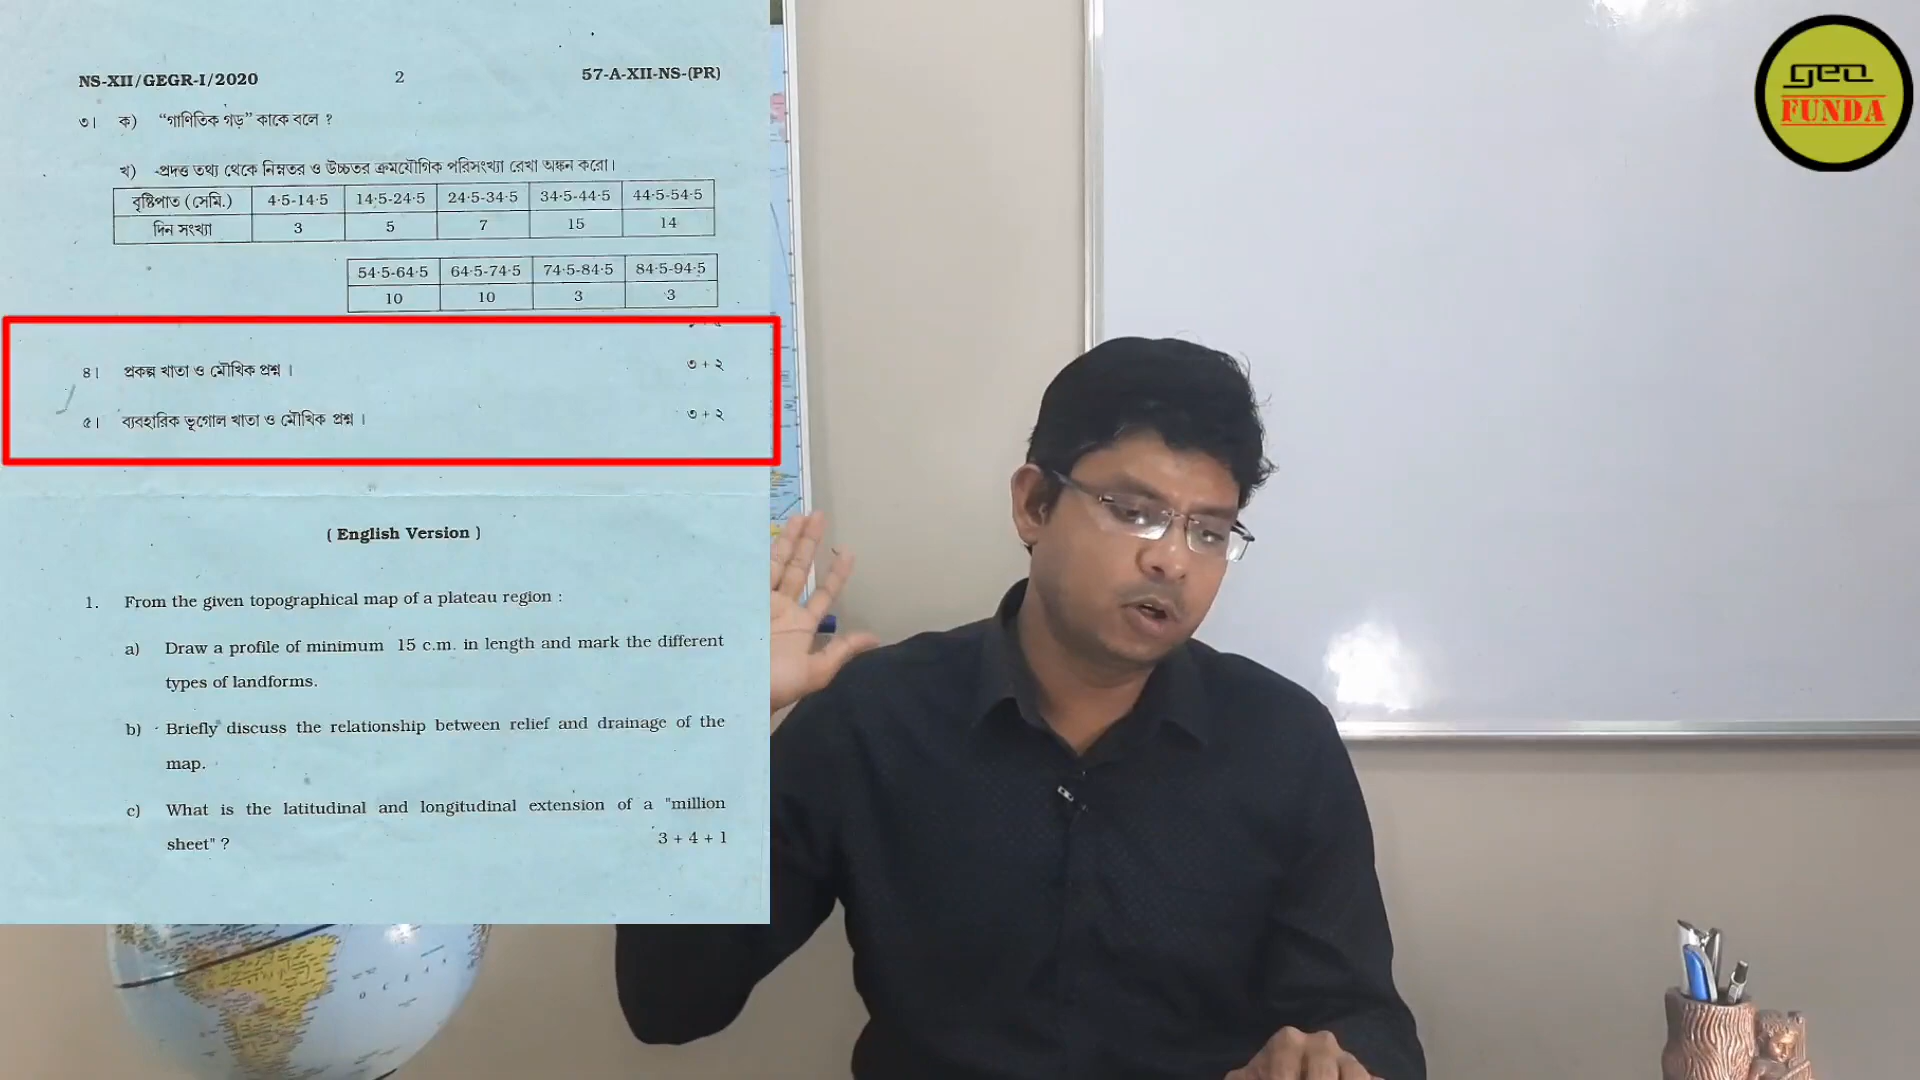 NS-XII/GEGR-I/2020 2 57-A-XII-NS-(PR)
৩। ক) “গাণিতিক গড়” কাকে বলে ?
খ) প্রদত্ত তথ্য থেকে নিম্নতর ও উচ্চতর ক্রমযৌগিক পরিসংখ্যা রেখা অঙ্কন করো।
বৃষ্টিপাত (সেমি.) 4·5-14·5 14·5-24·5 24·5-34·5 34·5-44·5 44·5-54·5
দিন সংখ্যা 3 5 7 15 14
54·5-64·5 64·5-74·5 74·5-84·5 84·5-94·5
10 10 3 3
৪। প্রকল্প খাতা ও মৌখিক প্রশ্ন। ৩ + ২
৫। ব্যবহারিক ভূগোল খাতা ও মৌখিক প্রশ্ন। ৩ + ২
( English Version )
1. From the given topographical map of a plateau region :
a) Draw a profile of minimum 15 c.m. in length and mark the different
types of landforms.
b) Briefly discuss the relationship between relief and drainage of the
map.
c) What is the latitudinal and longitudinal extension of a "million
sheet" ? 3 + 4 + 1
geo
FUNDA